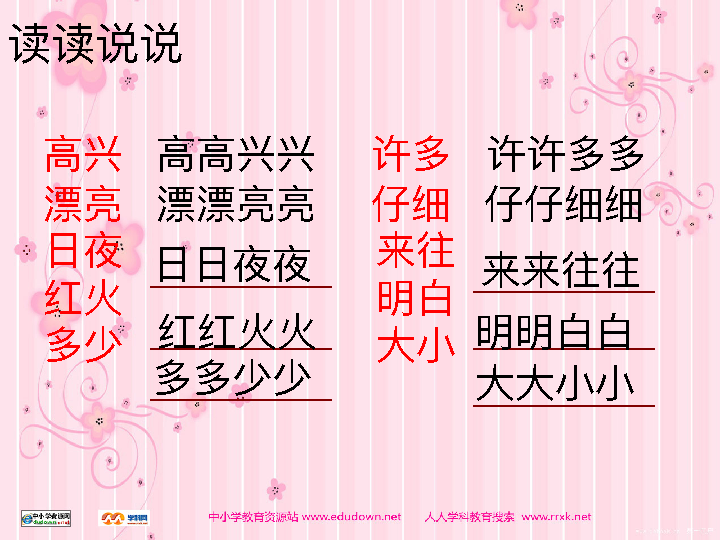 读读说说
高兴 高高兴兴 许多 许许多多
漂亮 漂漂亮亮 仔细 仔仔细细
日夜 日日夜夜 来往 来来往往
红火 红红火火 明白 明明白白
多少 多多少少 大小 大大小小
中小学教育资源站 www.edudown.net 人人学科教育搜索 www.rrxk.net